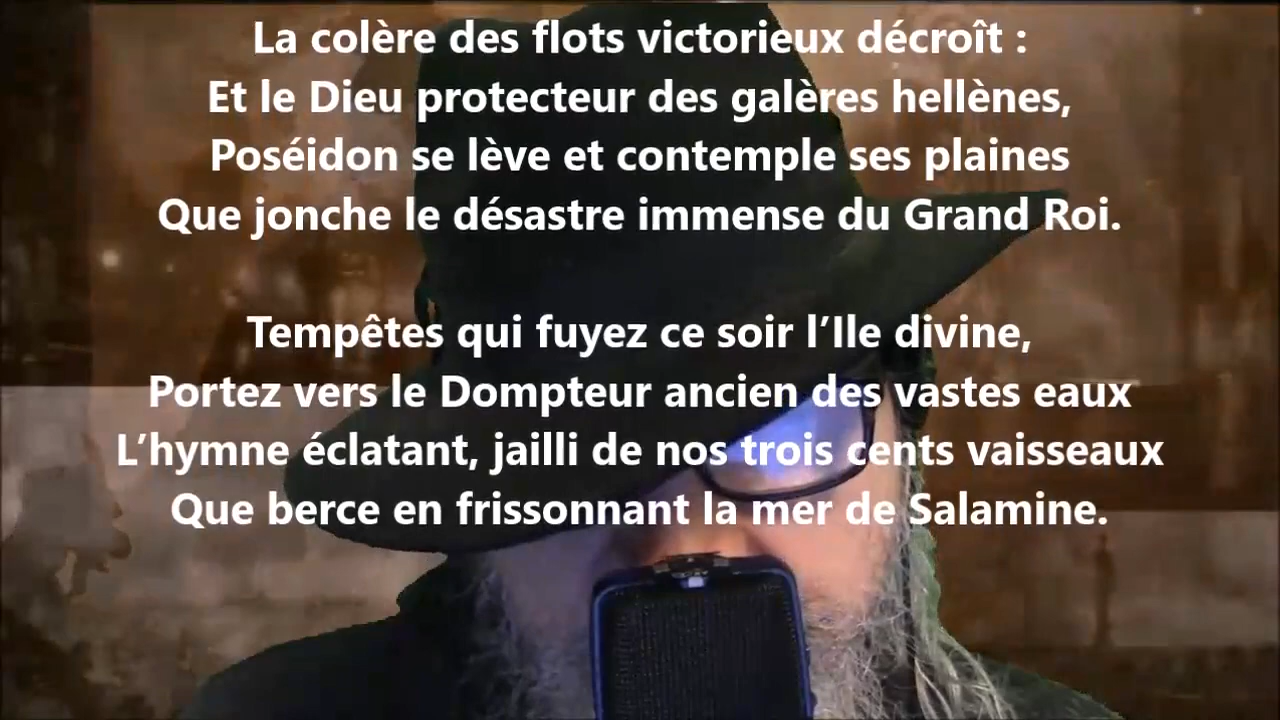 La colère des flots victorieux décroît :
Et le Dieu protecteur des galères hellènes,
Poséidon se lève et contemple ses plaines
Que jonche le désastre immense du Grand Roi.
Tempêtes qui fuyez ce soir l’Ile divine,
Portez vers le Dompteur ancien des vastes eaux
L’hymne éclatant, jailli de nos trois cents vaisseaux
Que berce en frissonnant la mer de Salamine.